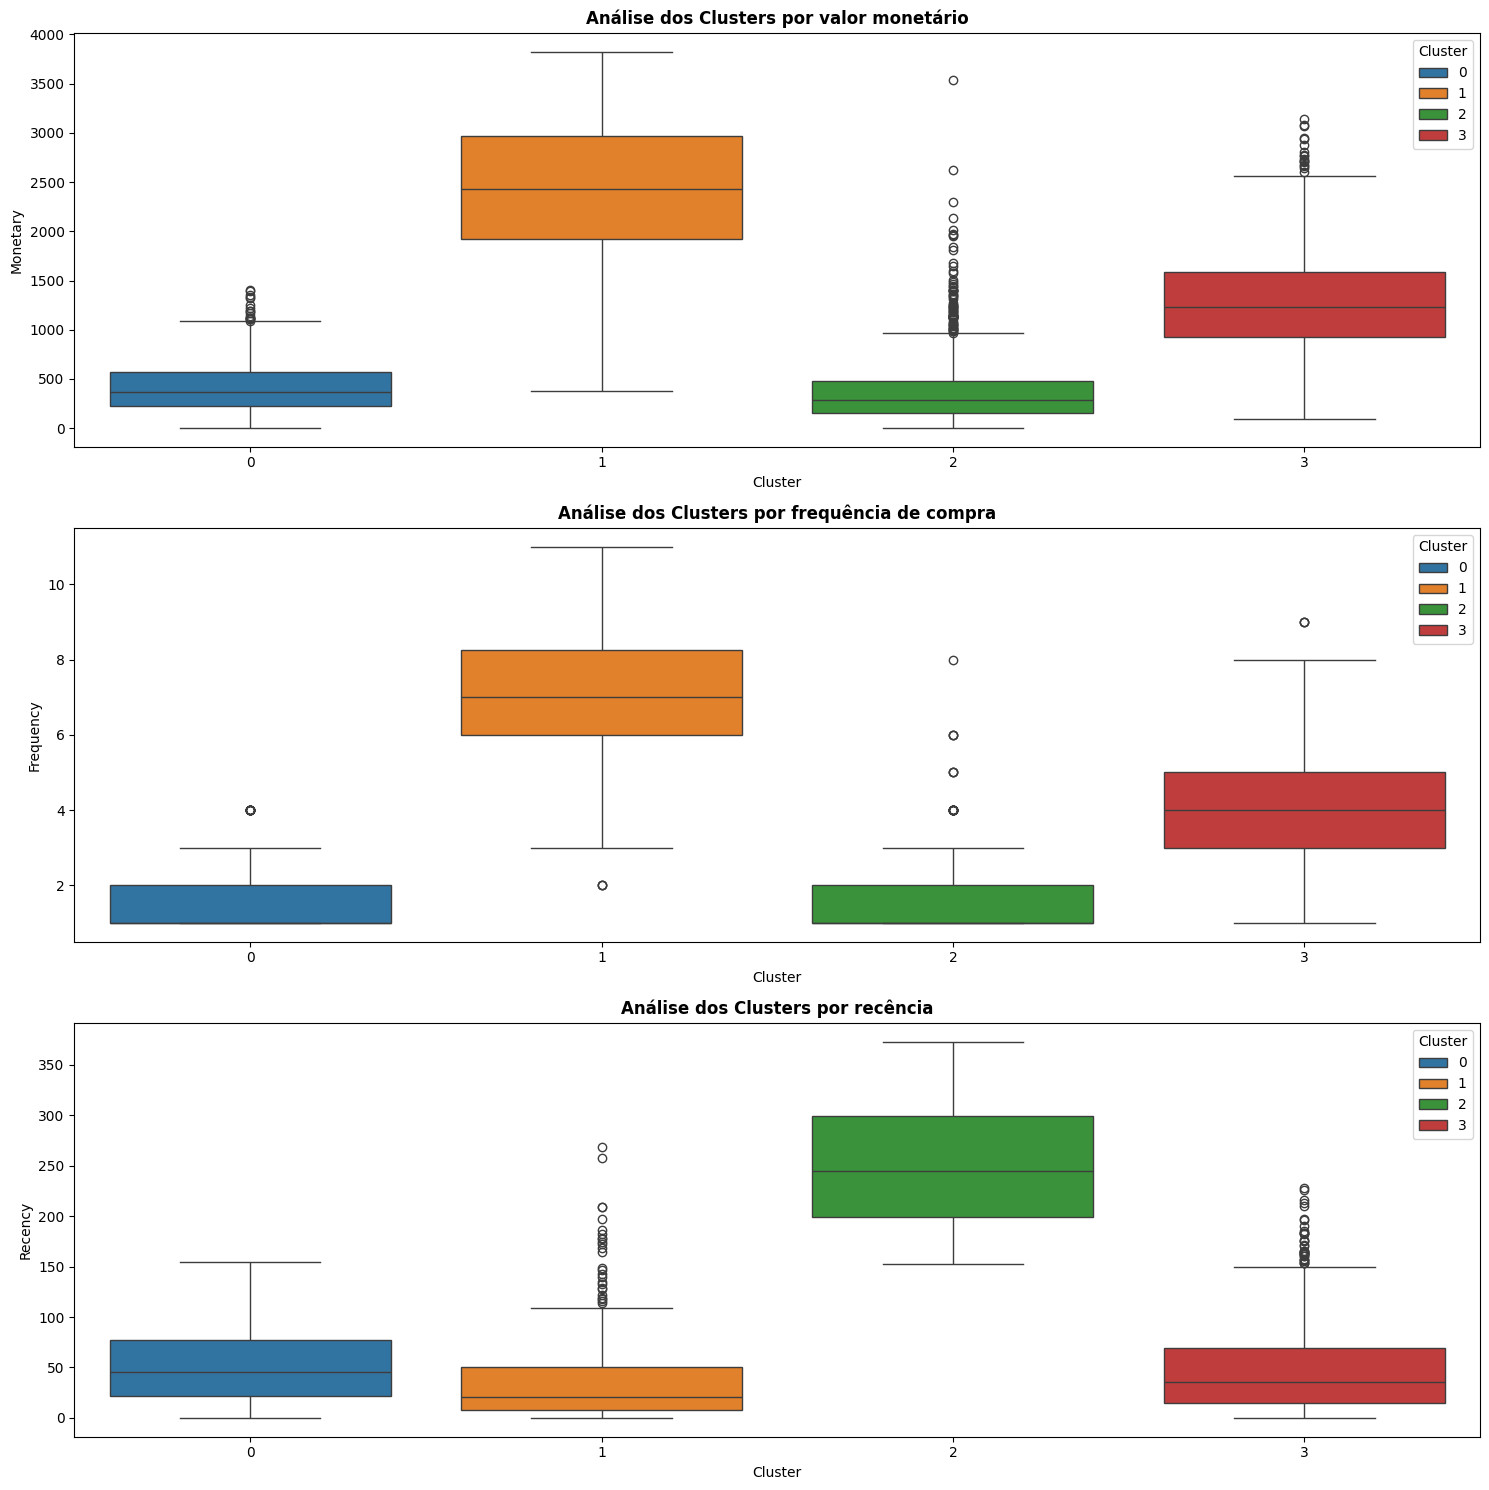 Análise dos Clusters por valor monetário
4000
3500
3000
2500
2000
1500
1000
500
0
Monetary
0 1 2 3
Cluster
Cluster
0
1
2
3
Análise dos Clusters por frequência de compra
10
8
6
4
2
Frequency
0 1 2 3
Cluster
Cluster
0
1
2
3
Análise dos Clusters por recência
350
300
250
200
150
100
50
0
Recency
0 1 2 3
Cluster
Cluster
0
1
2
3